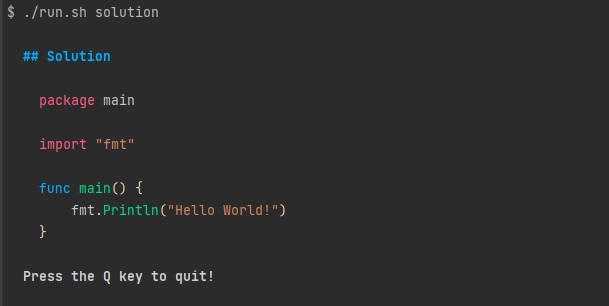 $ ./run.sh solution
## Solution
package main
import "fmt"
func main() {
fmt.Println("Hello World!")
}
Press the Q key to quit!